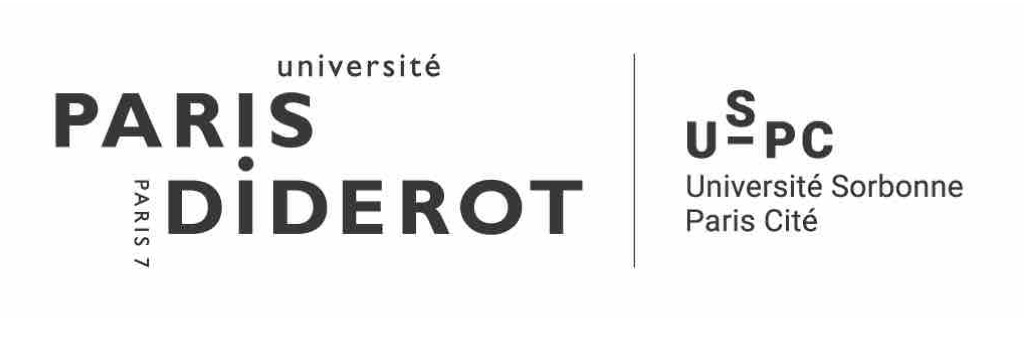 université
PARIS
DiDEROT
PARIS 7
USPC
Université Sorbonne
Paris Cité